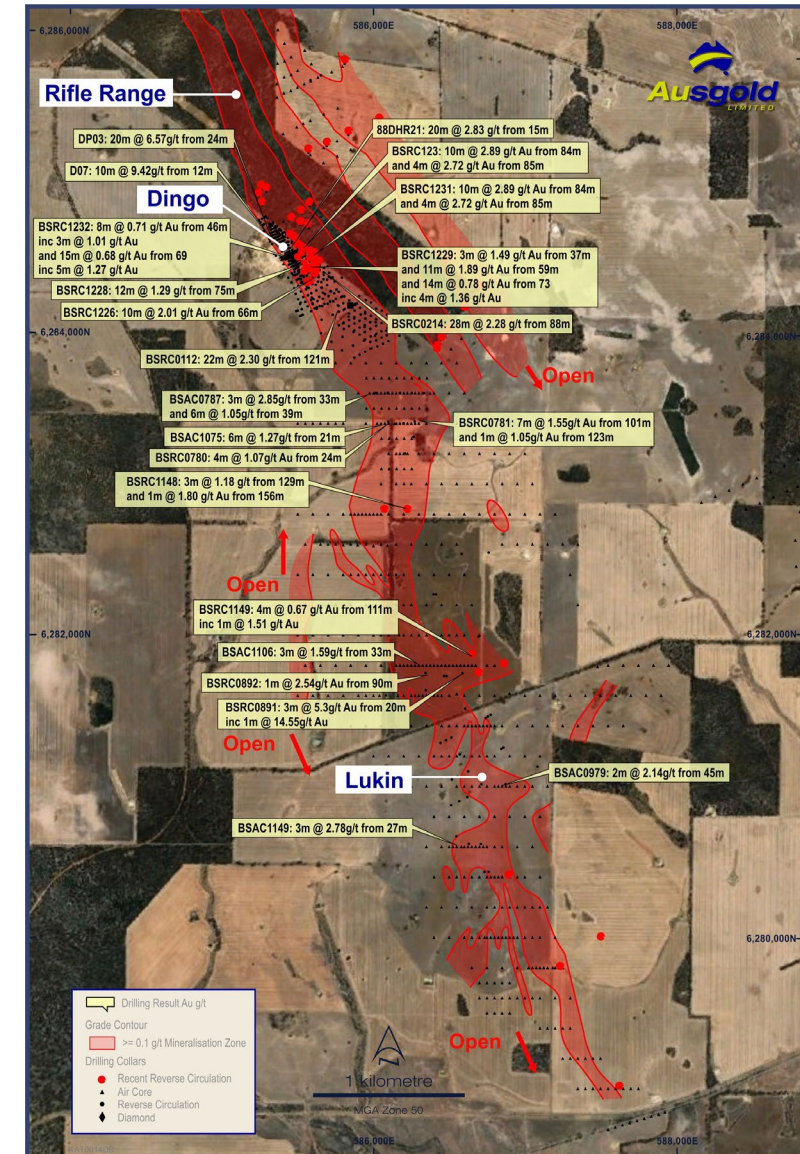 586,000E
588,000E
6,286,000N
Ausgold
LIMITED
Rifle Range
88DHR21: 20m @ 2.83 g/t from 15m
DP03: 20m @ 6.57g/t from 24m
BSRC123: 10m @ 2.89 g/t Au from 84m
and 4m @ 2.72 g/t Au from 85m
D07: 10m @ 9.42g/t from 12m
BSRC1231: 10m @ 2.89 g/t Au from 84m
and 4m @ 2.72 g/t Au from 85m
Dingo
BSRC1232: 8m @ 0.71 g/t Au from 46m
inc 3m @ 1.01 g/t Au
and 15m @ 0.68 g/t Au from 69
inc 5m @ 1.27 g/t Au
BSRC1229: 3m @ 1.49 g/t Au from 37m
and 11m @ 1.89 g/t Au from 59m
and 14m @ 0.78 g/t Au from 73
inc 4m @ 1.36 g/t Au
BSRC1228: 12m @ 1.29 g/t from 75m
BSRC1226: 10m @ 2.01 g/t Au from 66m
BSRC0214: 28m @ 2.28 g/t from 88m
6,284,000N
6,284,000N
BSRC0112: 22m @ 2.30 g/t from 121m
Open
BSAC0787: 3m @ 2.85g/t from 33m
and 6m @ 1.05g/t from 39m
BSRC0781: 7m @ 1.55g/t Au from 101m
and 1m @ 1.05g/t Au from 123m
BSAC1075: 6m @ 1.27g/t from 21m
BSRC0780: 4m @ 1.07g/t Au from 24m
BSRC1148: 3m @ 1.18 g/t from 129m
and 1m @ 1.80 g/t Au from 156m
Open
BSRC1149: 4m @ 0.67 g/t Au from 111m
inc 1m @ 1.51 g/t Au
6,282,000N
6,282,000N
BSAC1106: 3m @ 1.59g/t from 33m
BSRC0892: 1m @ 2.54g/t Au from 90m
BSRC0891: 3m @ 5.3g/t Au from 20m
inc 1m @ 14.55g/t Au
Open
Lukin
BSAC0979: 2m @ 2.14g/t from 45m
BSAC1149: 3m @ 2.78g/t from 27m
6,280,000N
Drilling Result Au g/t
Grade Contour
>= 0.1 g/t Mineralisation Zone
Drilling Collars
Recent Reverse Circulation
Air Core
Reverse Circulation
Diamond
Open
1 kilometre
MGA Zone 50
586,000E
588,000E